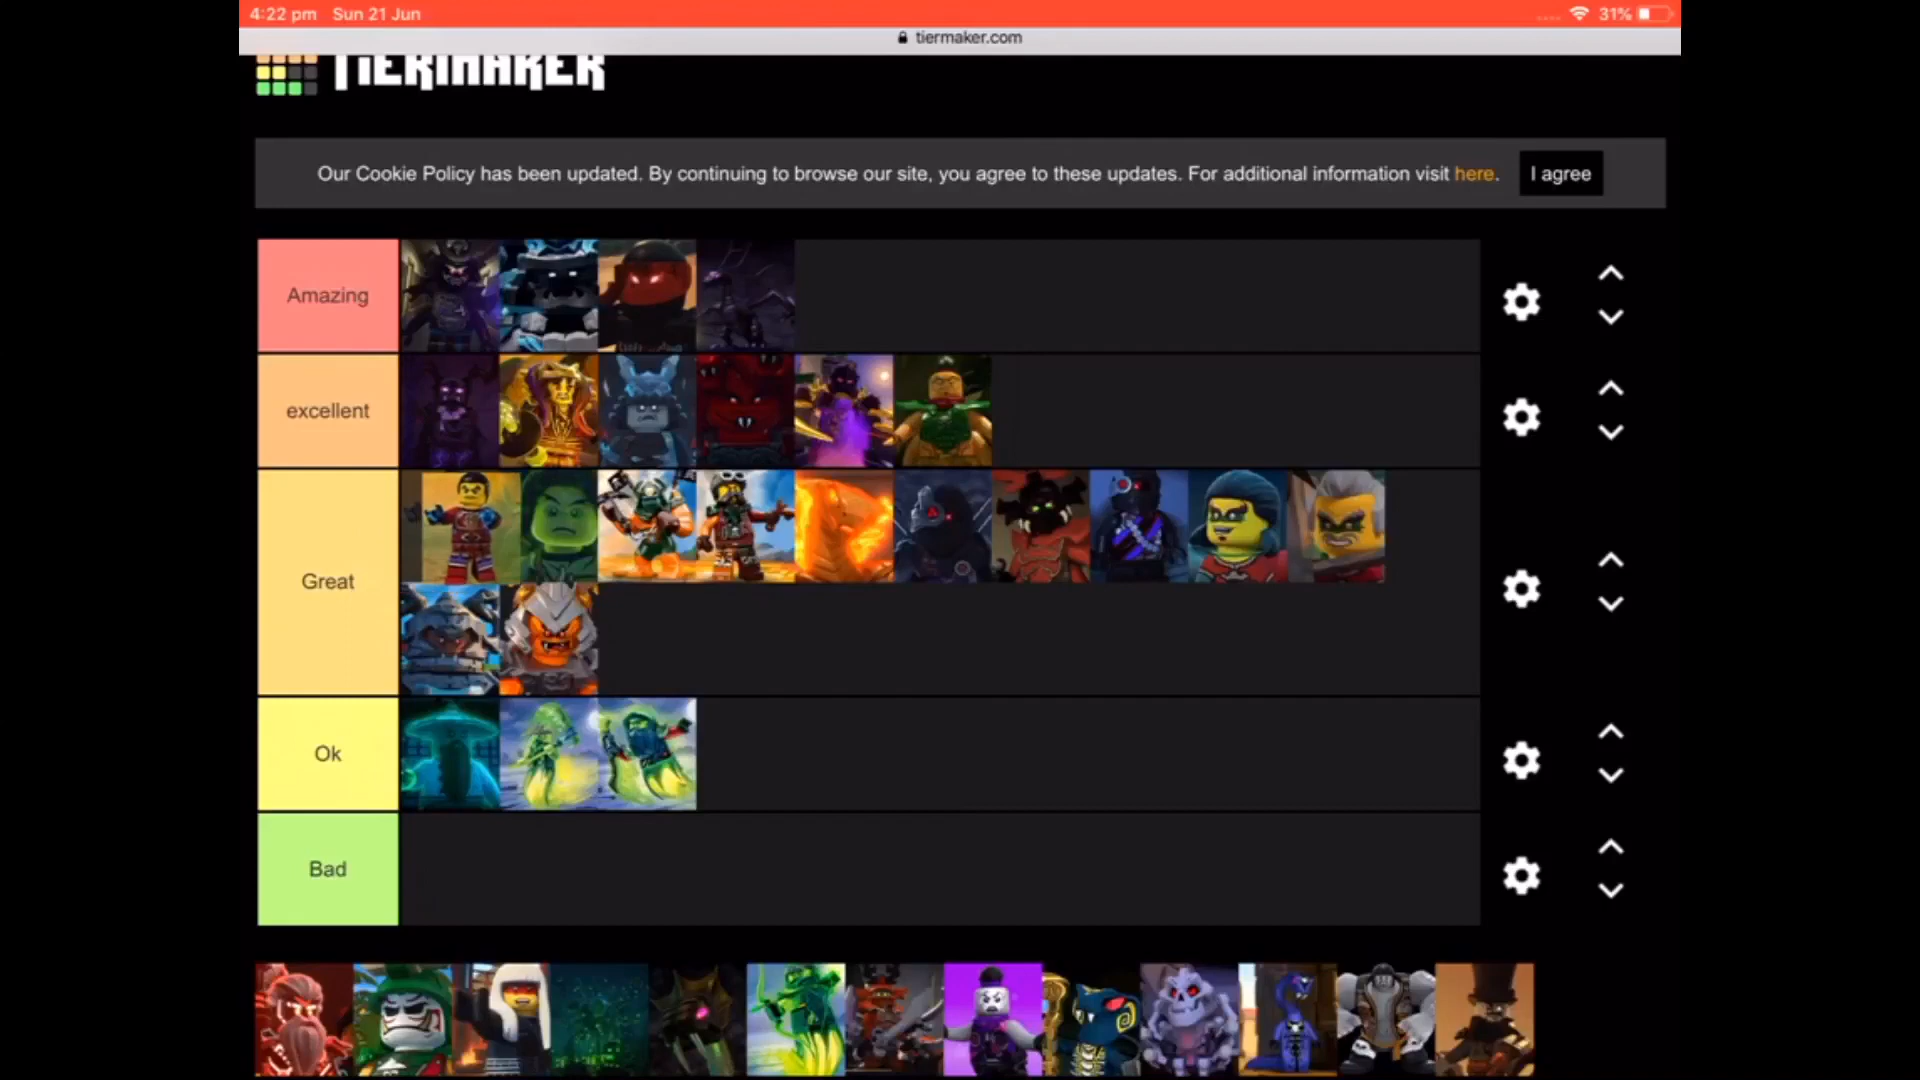 4:22 pm Sun 21 Jun
31%
tiermaker.com
TIERMAKER
Our Cookie Policy has been updated. By continuing to browse our site, you agree to these updates. For additional information visit here.
I agree
Amazing
excellent
Great
Ok
Bad